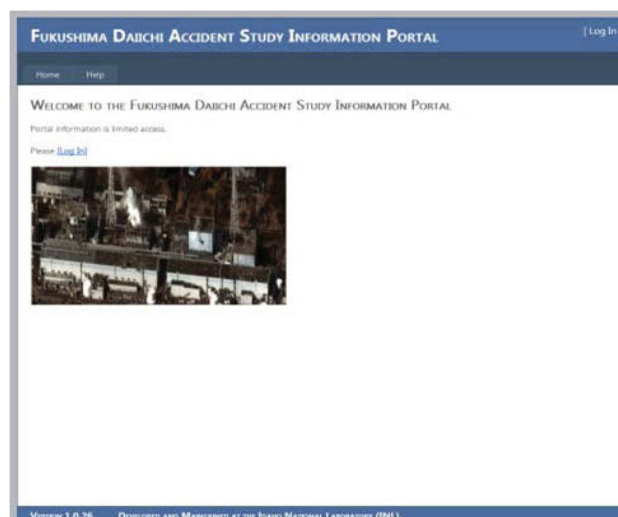 FUKUSHIMA DAIICHI ACCIDENT STUDY INFORMATION PORTAL
[ Log In
Home Help
WELCOME TO THE FUKUSHIMA DAIICHI ACCIDENT STUDY INFORMATION PORTAL
Portal information is limited access.
Please [Log In]
VERSION 1.0.26 DEVELOPED AND MAINTAINED AT THE IDAHO NATIONAL LABORATORY (INL)